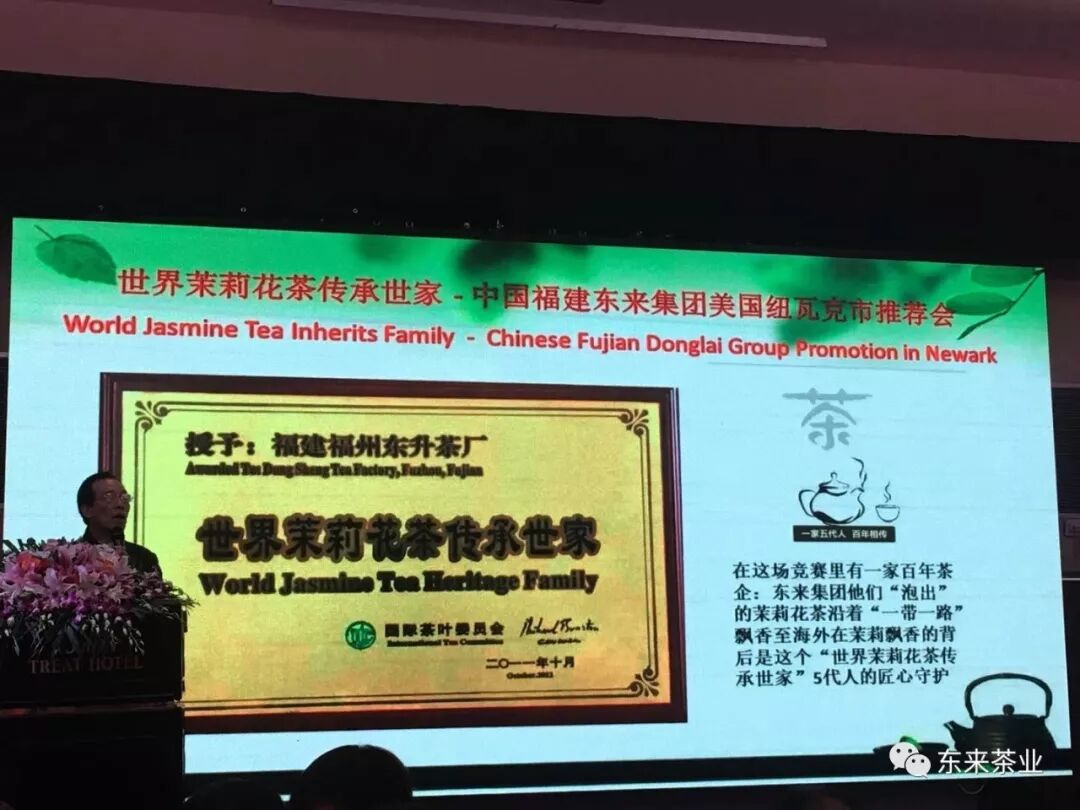 世界茉莉花茶传承世家 - 中国福建东来集团美国纽瓦克市推荐会
World Jasmine Tea Inherits Family - Chinese Fujian Donglai Group Promotion in Newark
授予：福建福州东升茶厂
Awarded To: Dong Sheng Tea Factory, Fuzhou, Fujian
世界茉莉花茶传承世家
World Jasmine Tea Heritage Family
国际茶叶委员会
International Tea Committee
二〇一一年十月
茶
一家五代人 百年相传
在这场竞赛里有一家百年茶
企：东来集团他们“泡出”
的茉莉花茶沿着“一带一路”
飘香至海外在茉莉飘香的背
后是这个“世界茉莉花茶传
承世家”5代人的匠心守护
TREAT HOTEL
东来茶业